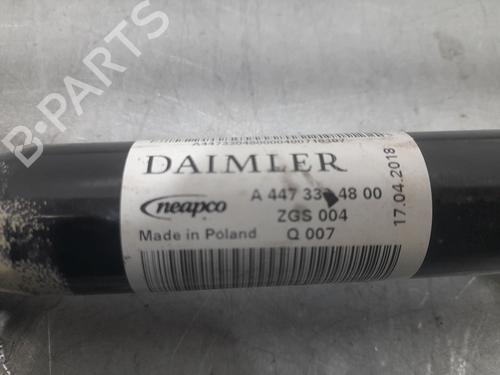 B-PARTS
DAIMLER
neapco
A 447 33 48 00
ZGS 004
Made in Poland
Q 007
17.04.2018